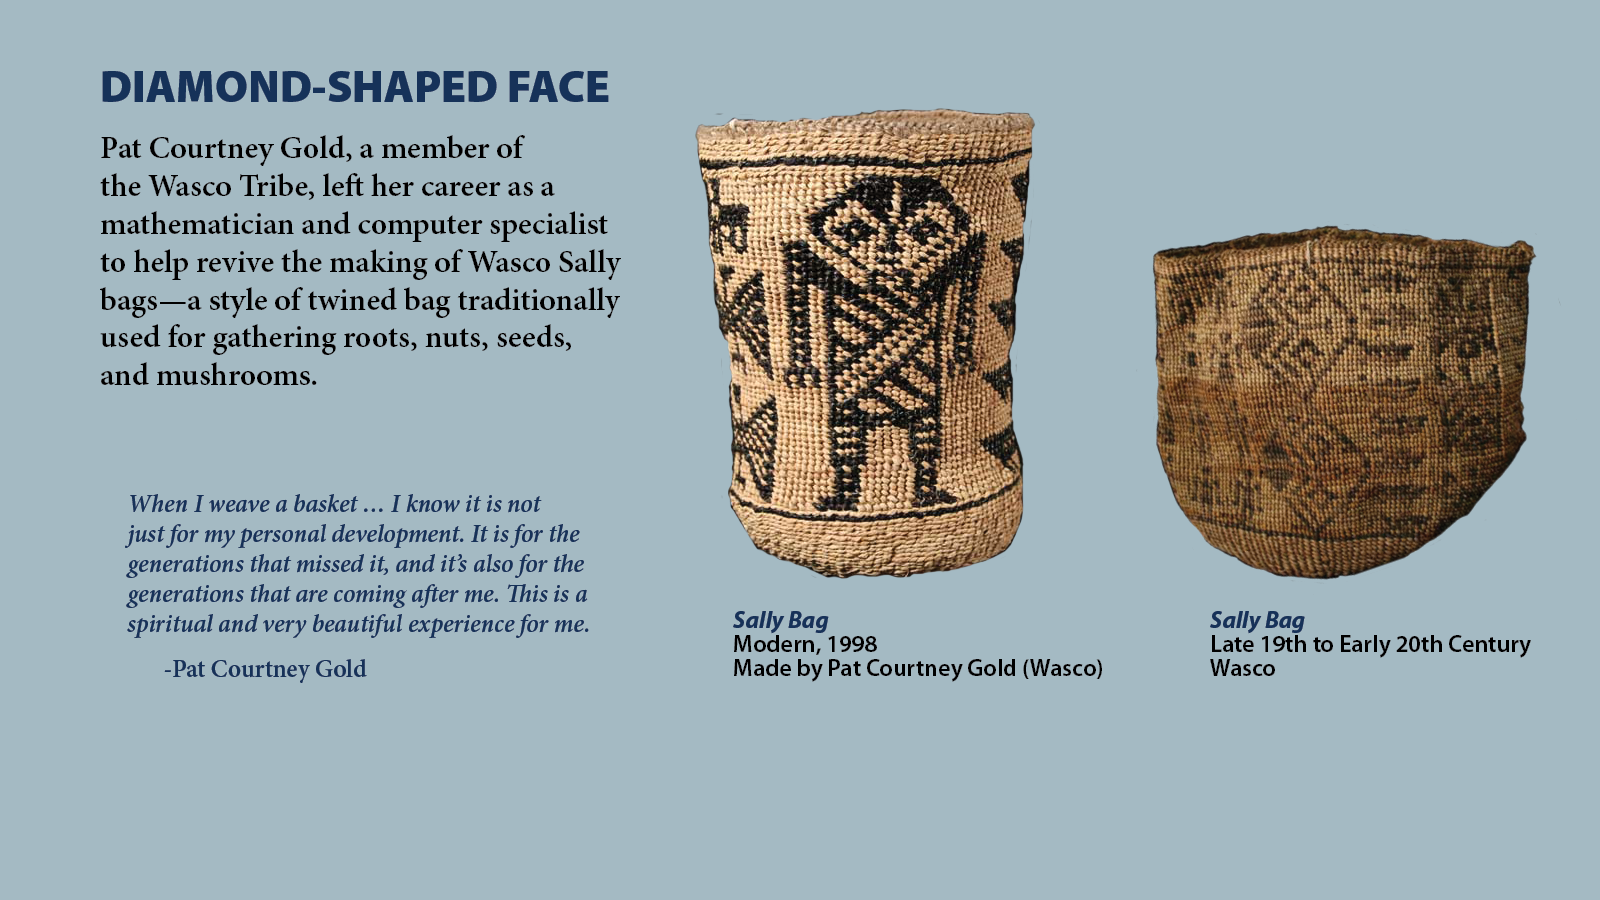 DIAMOND-SHAPED FACE
Pat Courtney Gold, a member of
the Wasco Tribe, left her career as a
mathematician and computer specialist
to help revive the making of Wasco Sally
bags—a style of twined bag traditionally
used for gathering roots, nuts, seeds,
and mushrooms.
When I weave a basket … I know it is not
just for my personal development. It is for the
generations that missed it, and it’s also for the
generations that are coming after me. This is a
spiritual and very beautiful experience for me.
-Pat Courtney Gold
Sally Bag
Modern, 1998
Made by Pat Courtney Gold (Wasco)
Sally Bag
Late 19th to Early 20th Century
Wasco